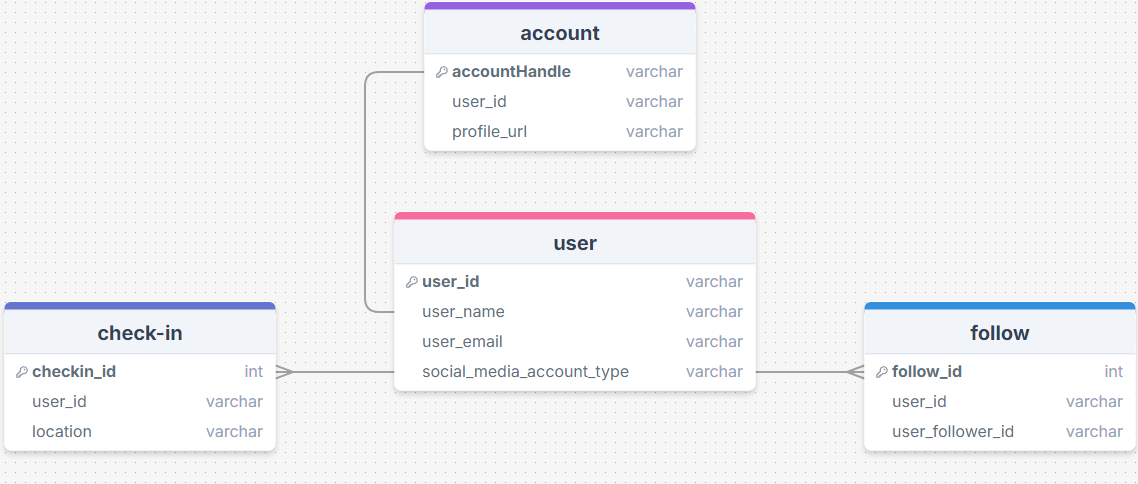 account
accountHandle varchar
user_id varchar
profile_url varchar
user
user_id varchar
user_name varchar
user_email varchar
social_media_account_type varchar
check-in
checkin_id int
user_id varchar
location varchar
follow
follow_id int
user_id varchar
user_follower_id varchar